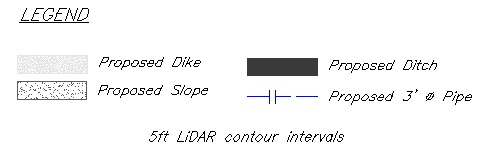 LEGEND
Proposed Dike
Proposed Slope
Proposed Ditch
Proposed 3' Φ Pipe
5ft LiDAR contour intervals